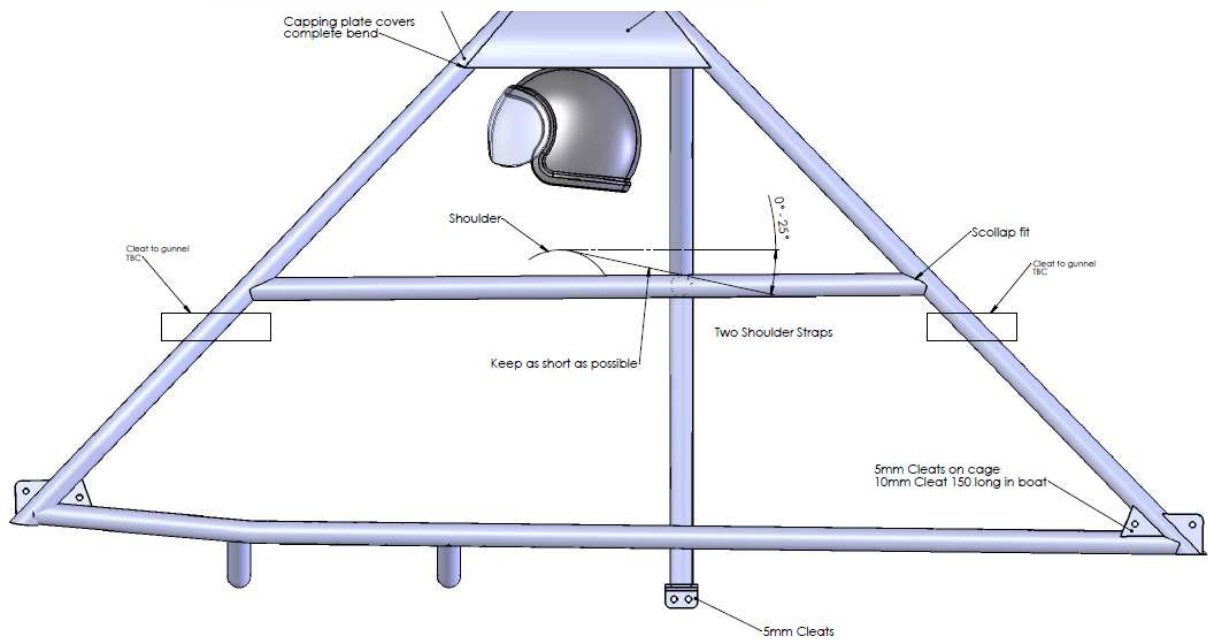 Capping plate covers
complete bend
Shoulder
0° - 25°
Scollap fit
Cleat to gunnel
TBC
Cleat to gunnel
TBC
Two Shoulder Straps
Keep as short as possible
5mm Cleats on cage
10mm Cleat 150 long in boat
5mm Cleats